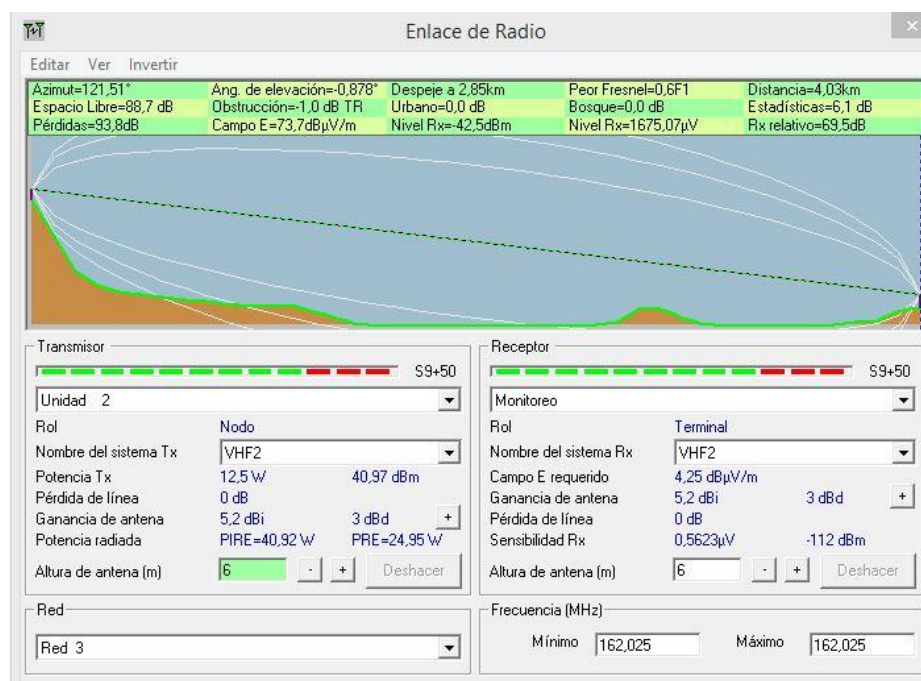 Enlace de Radio
Editar Ver Invertir
Azimut=121,51° Ang. de elevación=-0,878° Despeje a 2,85km Peor Fresnel=0,6F1 Distancia=4,03km
Espacio Libre=88,7 dB Obstrucción=-1,0 dB TR Urbano=0,0 dB Bosque=0,0 dB Estadísticas=6,1 dB
Pérdidas=93,8dB Campo E=73,7dBµV/m Nivel Rx=-42,5dBm Nivel Rx=1675,07µV Rx relativo=69,5dB
Transmisor
S9+50
Unidad 2
Rol Nodo
Nombre del sistema Tx VHF2
Potencia Tx 12,5 W 40,97 dBm
Pérdida de línea 0 dB
Ganancia de antena 5,2 dBi 3 dBd +
Potencia radiada PIRE=40,92 W PRE=24,95 W
Altura de antena (m) 6 - + Deshacer
Receptor
S9+50
Monitoreo
Rol Terminal
Nombre del sistema Rx VHF2
Campo E requerido 4,25 dBµV/m
Ganancia de antena 5,2 dBi 3 dBd +
Pérdida de línea 0 dB
Sensibilidad Rx 0,5623µV -112 dBm
Altura de antena (m) 6 - + Deshacer
Red
Red 3
Frecuencia (MHz)
Mínimo 162,025 Máximo 162,025